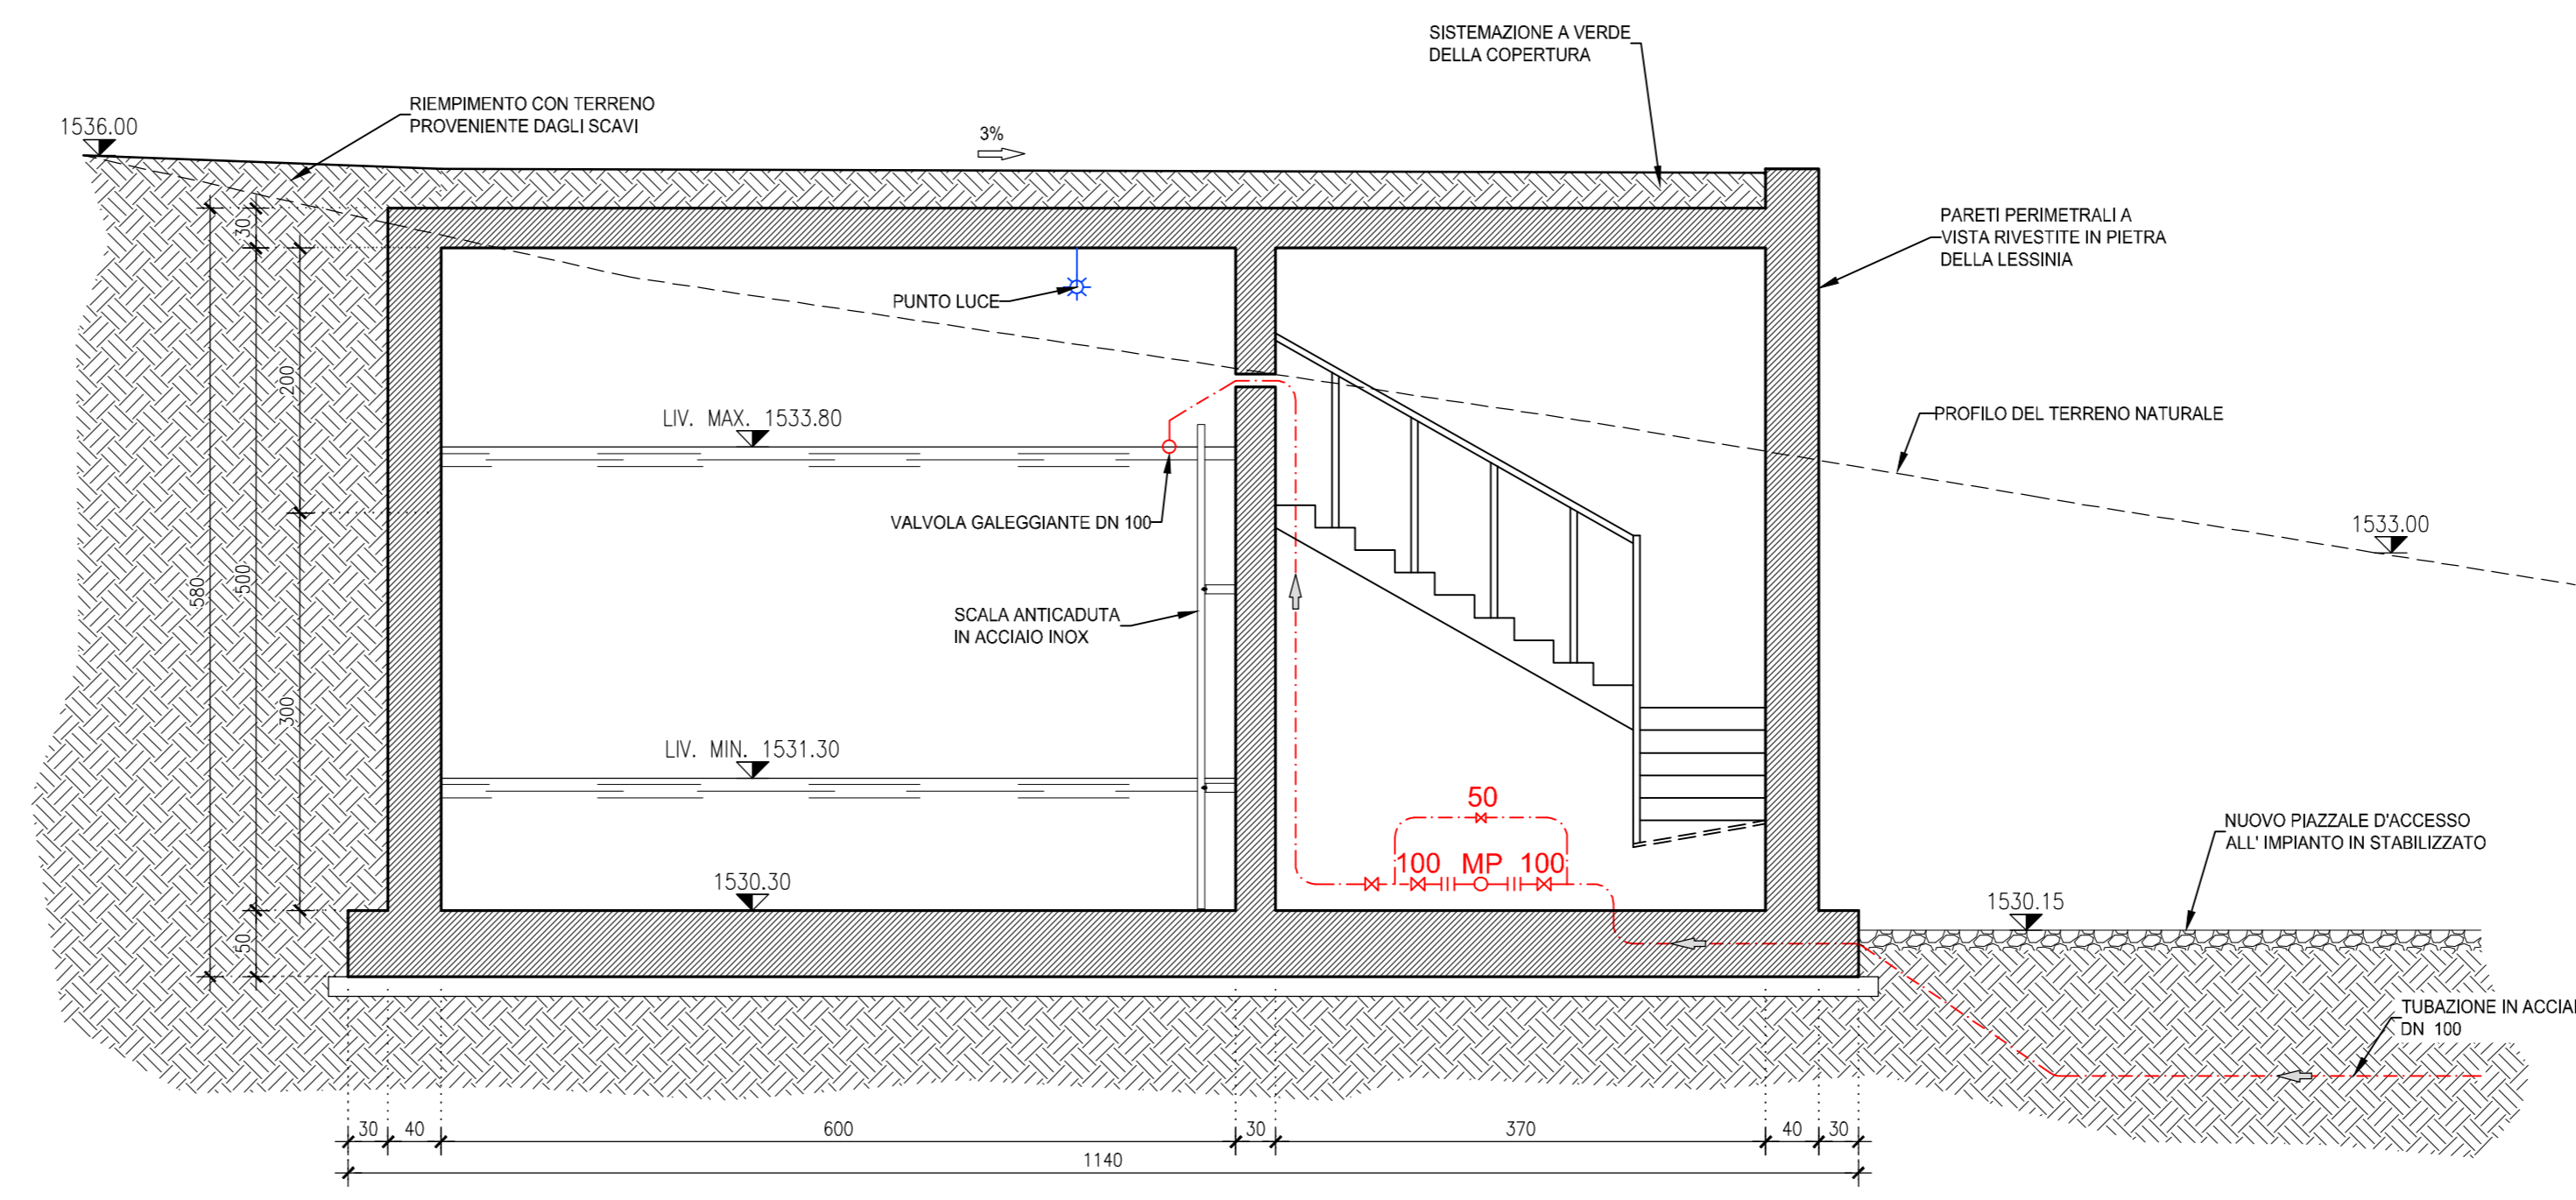 SISTEMAZIONE A VERDE
DELLA COPERTURA
RIEMPIMENTO CON TERRENO
PROVENIENTE DAGLI SCAVI
1536.00
3%
PARETI PERIMETRALI A
VISTA RIVESTITE IN PIETRA
DELLA LESSINIA
30
PUNTO LUCE
200
LIV. MAX. 1533.80
PROFILO DEL TERRENO NATURALE
VALVOLA GALEGGIANTE DN 100
1533.00
580
500
SCALA ANTICADUTA
IN ACCIAIO INOX
300
LIV. MIN. 1531.30
50
NUOVO PIAZZALE D'ACCESSO
ALL' IMPIANTO IN STABILIZZATO
100 MP 100
1530.30
1530.15
50
TUBAZIONE IN ACCIAI
DN 100
30 40 600 30 370 40 30
1140